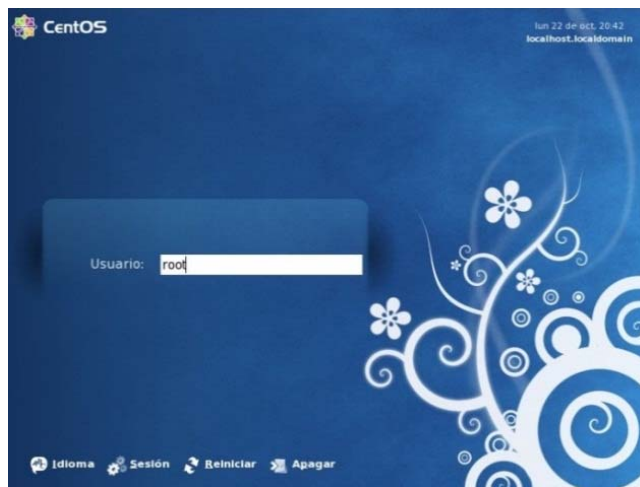 CentOS
lun 22 de oct, 20:42
localhost.localdomain
Usuario: root
Idioma Sesión Reiniciar Apagar